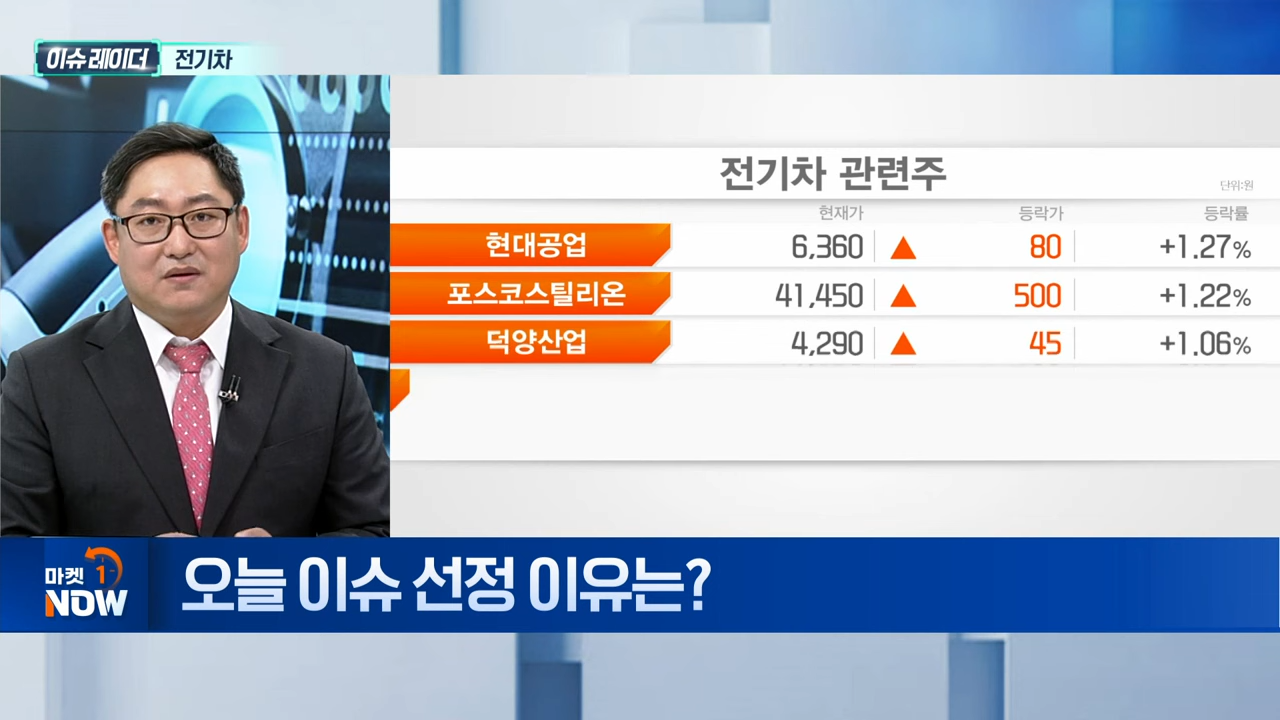 이슈레이더 전기차
전기차 관련주
단위:원
현재가 등락가 등락률
현대공업 6,360 ▲ 80 +1.27%
포스코스틸리온 41,450 ▲ 500 +1.22%
덕양산업 4,290 ▲ 45 +1.06%
마켓 1
NOW
오늘 이슈 선정 이유는?